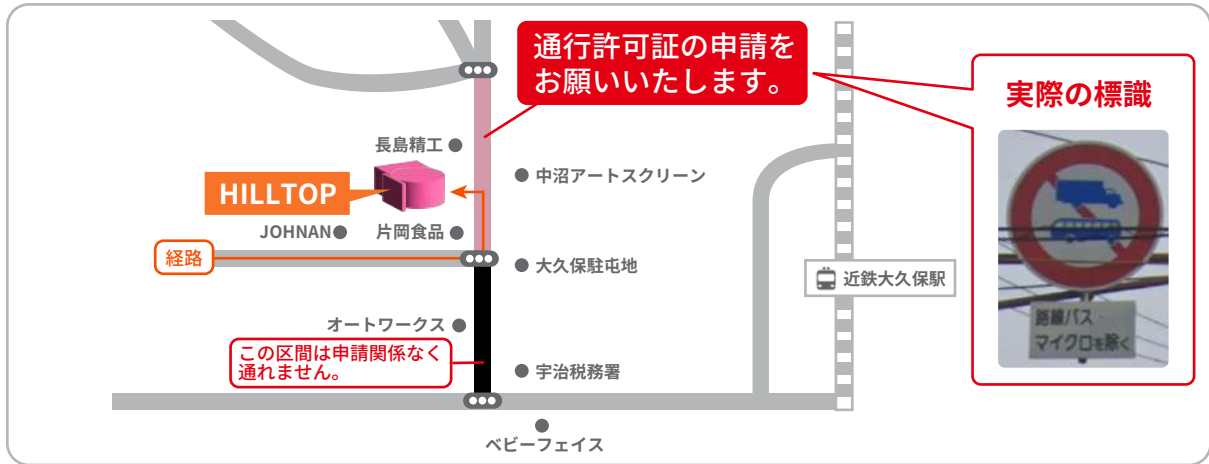 通行許可証の申請を
お願いいたします。
実際の標識
長島精工
中沼アートスクリーン
HILLTOP
JOHNAN
片岡食品
経路
大久保駐屯地
近鉄大久保駅
路線バス
マイクロを除く
オートワークス
この区間は申請関係なく
通れません。
宇治税務署
ベビーフェイス